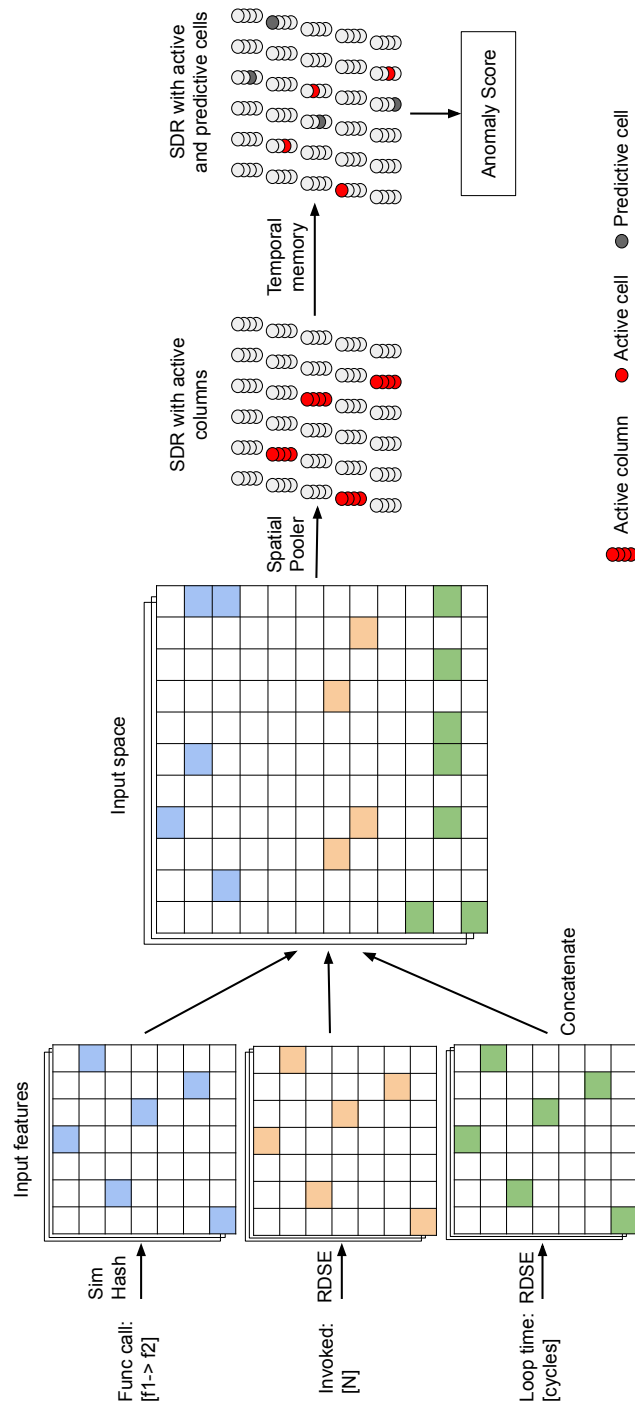 Input features
Func call:
[f1-> f2]
Sim
Hash
Invoked:
[N]
RDSE
Loop time:
[cycles]
RDSE
Concatenate
Input space
Spatial
Pooler
SDR with active
columns
Temporal
memory
SDR with active
and predictive cells
Anomaly Score
Active column
Active cell
Predictive cell